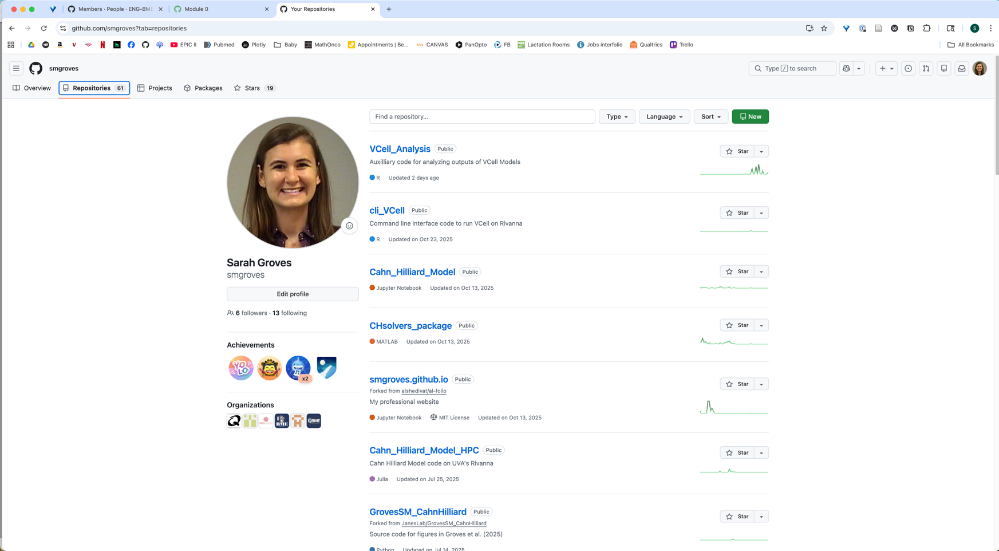 Members · People · ENG-BME
Module 0
Your Repositories
github.com/smgroves?tab=repositories
EPIC II
Pubmed
Plotly
Baby
MathOnco
Appointments | Be...
CANVAS
PanOpto
FB
Lactation Rooms
Jobs interfolio
Qualtrics
Trello
All Bookmarks
smgroves
Type / to search
Overview
Repositories 61
Projects
Packages
Stars 19
Find a repository...
Type
Language
Sort
New
VCell_Analysis Public
Star
Auxilliary code for analyzing outputs of VCell Models
R Updated 2 days ago
cli_VCell Public
Star
Command line interface code to run VCell on Rivanna
R Updated on Oct 23, 2025
Sarah Groves
smgroves
Edit profile
6 followers · 13 following
Achievements
YOLO
x2
Organizations
BME
BME
Cahn_Hilliard_Model Public
Star
Jupyter Notebook Updated on Oct 13, 2025
CHsolvers_package Public
Star
MATLAB Updated on Oct 13, 2025
smgroves.github.io Public
Star
Forked from alshedivat/al-folio
My professional website
Jupyter Notebook MIT License Updated on Oct 13, 2025
Cahn_Hilliard_Model_HPC Public
Star
Cahn Hilliard Model code on UVA's Rivanna
Julia Updated on Jul 25, 2025
GrovesSM_CahnHilliard Public
Star
Forked from JanesLab/GrovesSM_CahnHilliard
Source code for figures in Groves et al. (2025)
Python Updated on Jul 14, 2025